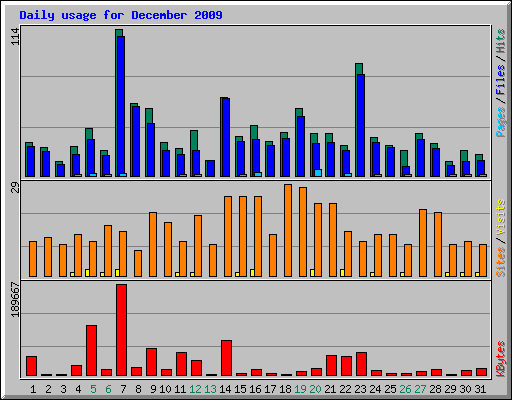 Daily usage for December 2009
114
Pages / Files / Hits
29
Sites / Visits
189667
KBytes
1 2 3 4 5 6 7 8 9 10 11 12 13 14 15 16 17 18 19 20 21 22 23 24 25 26 27 28 29 30 31